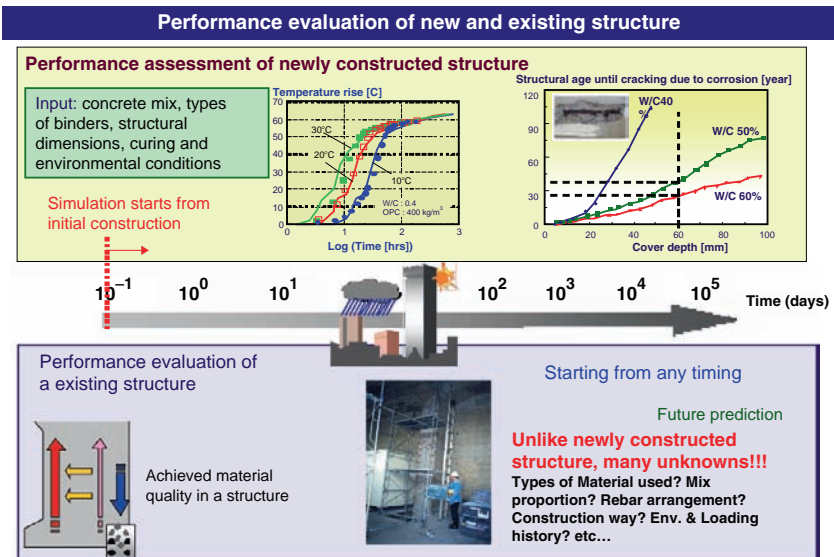 Performance evaluation of new and existing structure
Performance assessment of newly constructed structure
Input: concrete mix, types
of binders, structural
dimensions, curing and
environmental conditions
Simulation starts from
initial construction
Temperature rise [C]
70
60
50
40
30
20
10
0
30°C
20°C
10°C
W/C : 0.4
OPC : 400 kg/m³
0 1 2 3
Log (Time [hrs])
Structural age until cracking due to corrosion [year]
120
90
60
30
0
W/C40
%
W/C 50%
W/C 60%
0 20 40 60 80 100
Cover depth [mm]
10⁻¹ 10⁰ 10¹ 10² 10³ 10⁴ 10⁵ Time (days)
Performance evaluation of
a existing structure
Achieved material
quality in a structure
Starting from any timing
Future prediction
Unlike newly constructed
structure, many unknowns!!!
Types of Material used? Mix
proportion? Rebar arrangement?
Construction way? Env. & Loading
history? etc…